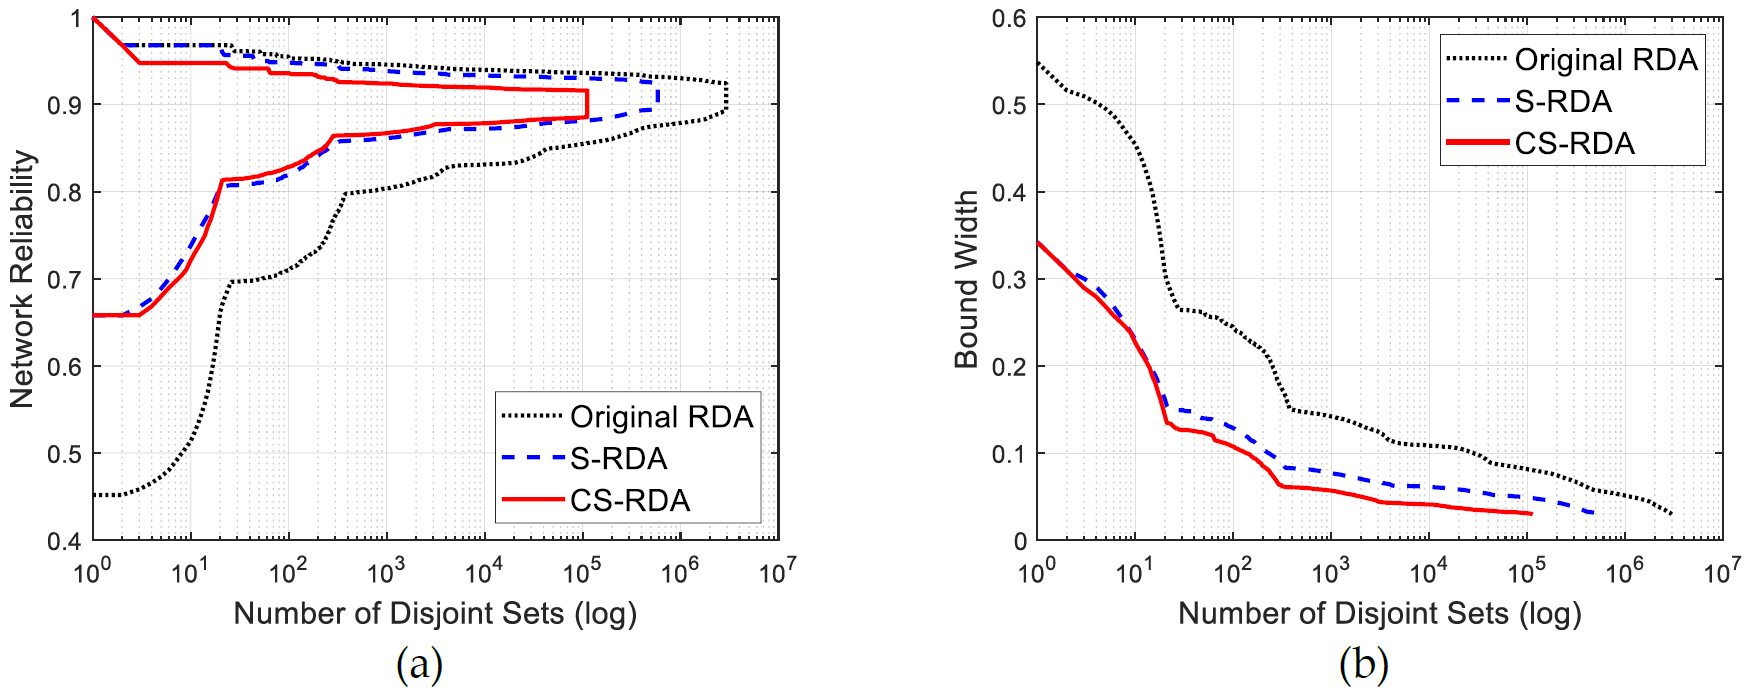 1
0.9
0.8
0.7
0.6
0.5
0.4
Network Reliability
Original RDA
S-RDA
CS-RDA
10^0 10^1 10^2 10^3 10^4 10^5 10^6 10^7
Number of Disjoint Sets (log)
(a)
0.6
0.5
0.4
0.3
0.2
0.1
0
Bound Width
Original RDA
S-RDA
CS-RDA
10^0 10^1 10^2 10^3 10^4 10^5 10^6 10^7
Number of Disjoint Sets (log)
(b)